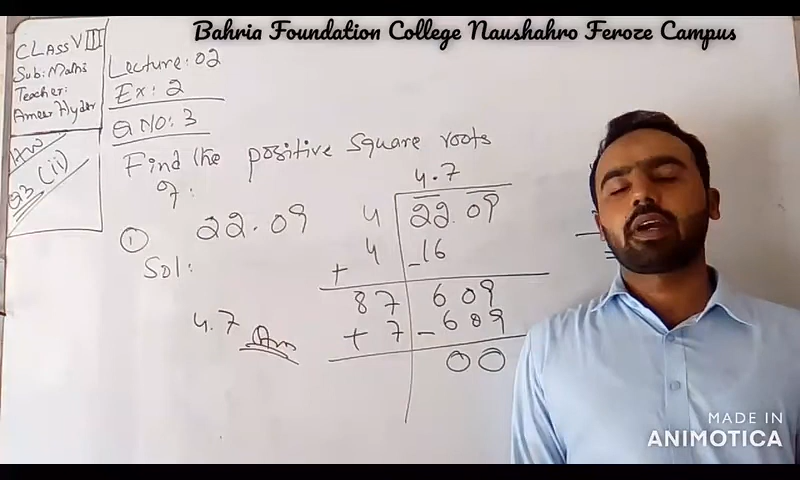 Bahria Foundation College Naushahro Feroze Campus
CLASS VIII
Sub: Maths
Teacher:
Ameer Hyder
HW
Q3 (ii)
Lecture: 02
Ex: 2
Q NO: 3
Find the positive square roots
of:
① 22.09
Sol:
4.7 Ans
4.7
4 22.09
+ 4 -16
87 609
+ 7 - 609
00
MADE IN
ANIMOTICA